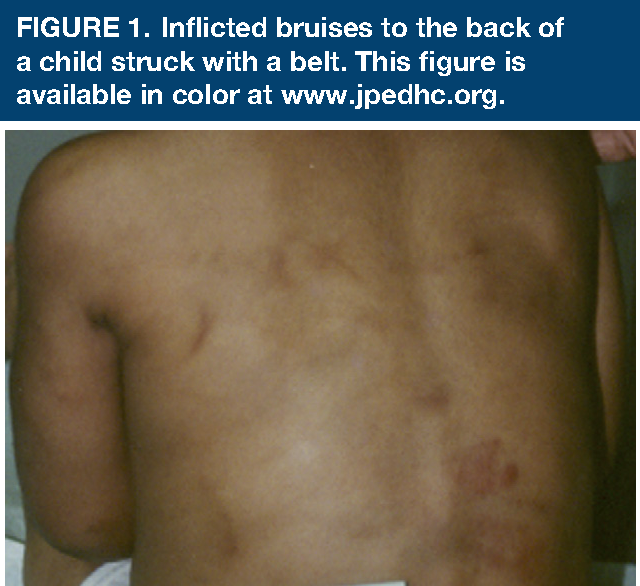 FIGURE 1. Inflicted bruises to the back of
a child struck with a belt. This figure is
available in color at www.jpedhc.org.